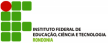 INSTITUTO FEDERAL DE
EDUCAÇÃO, CIÊNCIA E TECNOLOGIA
RONDÔNIA